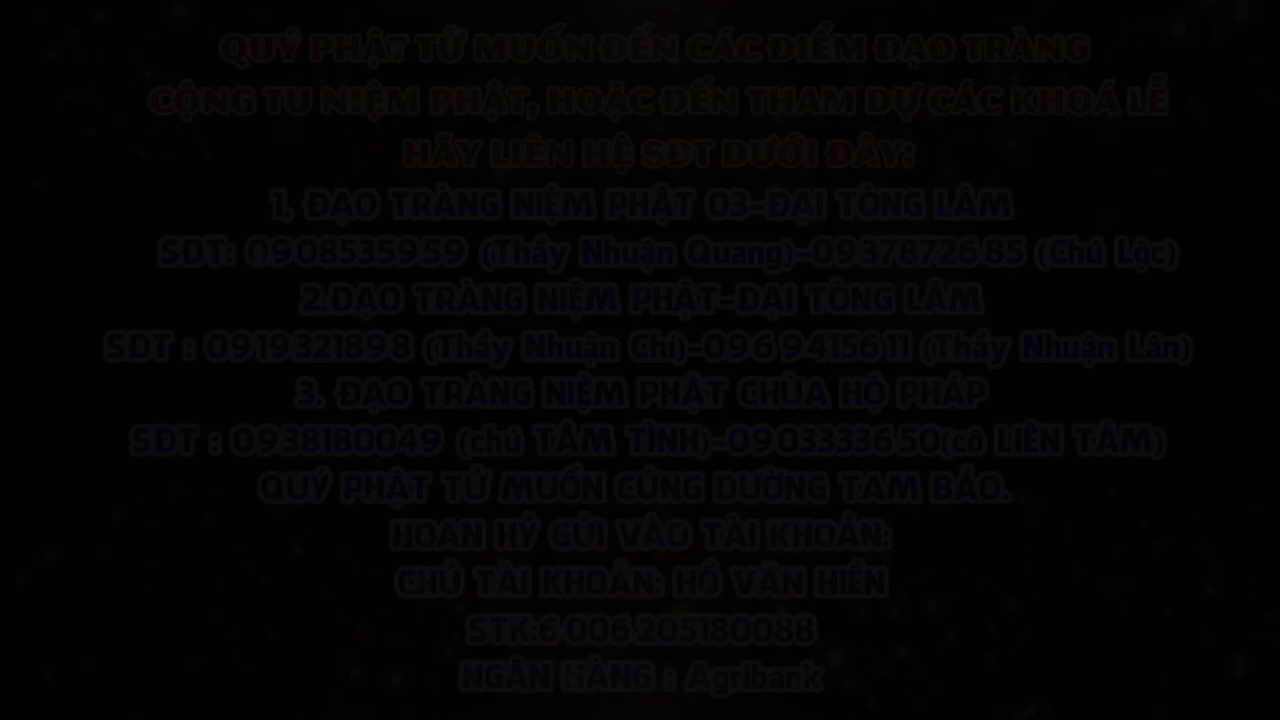 QUÝ PHẬT TỬ MUỐN ĐẾN CÁC ĐIỂM ĐẠO TRÀNG
CỘNG TU NIỆM PHẬT, HOẶC ĐẾN THAM DỰ CÁC KHOÁ LỄ
HÃY LIÊN HỆ SĐT DƯỚI ĐÂY:
1, ĐẠO TRÀNG NIỆM PHẬT 03-ĐẠI TÒNG LÂM
SĐT: 0908535959 (Thầy Nhuận Quang)-0937872685 (Chú Lộc)
2.ĐẠO TRÀNG NIỆM PHẬT-ĐẠI TÒNG LÂM
SĐT : 0919321898 (Thầy Nhuận Chí)-0969415611 (Thầy Nhuận Lân)
3. ĐẠO TRÀNG NIỆM PHẬT CHÙA HỘ PHÁP
SĐT : 0938180049 (chú TÂM TỊNH)-0903333650(cô LIÊN TÂM)
QUÝ PHẬT TỬ MUỐN CÚNG DƯỜNG TAM BẢO.
HOAN HỶ GỬI VÀO TÀI KHOẢN:
CHỦ TÀI KHOẢN: HỒ VĂN HIỀN
STK:6006205180088
NGÂN HÀNG : Agribank